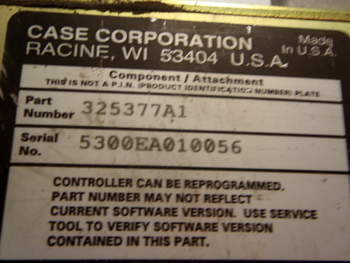 CASE CORPORATION
RACINE, WI 53404 U.S.A.
Made
In U.S.A.
Component / Attachment
THIS IS NOT A P.I.N. (PRODUCT IDENTIFICATION NUMBER) PLATE
Part
Number 325377A1
Serial
No. 5300EA010056
CONTROLLER CAN BE REPROGRAMMED.
PART NUMBER MAY NOT REFLECT
CURRENT SOFTWARE VERSION. USE SERVICE
TOOL TO VERIFY SOFTWARE VERSION
CONTAINED IN THIS PART.